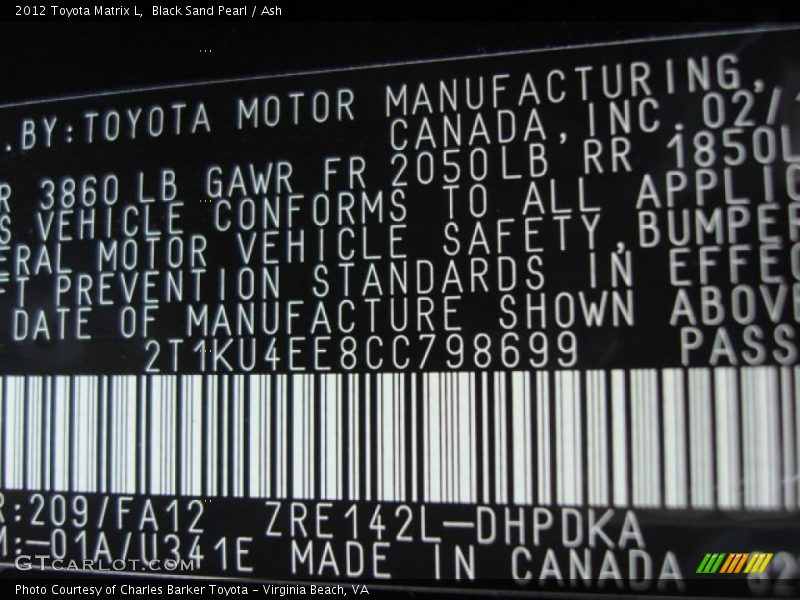 2012 Toyota Matrix L,  Black Sand Pearl / Ash
.BY:TOYOTA MOTOR MANUFACTURING,
CANADA,INC.02/
R 3860LB GAWR FR 2050LB RR 1850L
S VEHICLE CONFORMS TO ALL APPLIC
ERAL MOTOR VEHICLE SAFETY,BUMPER
FT PREVENTION STANDARDS IN EFFEC
DATE OF MANUFACTURE SHOWN ABOVE
2T1KU4EE8CC798699 PASS
R:209/FA12 ZRE142L-DHPDKA
M:-01A/U341E MADE IN CANADA
GTCarLot.com
Photo Courtesy of Charles Barker Toyota - Virginia Beach, VA